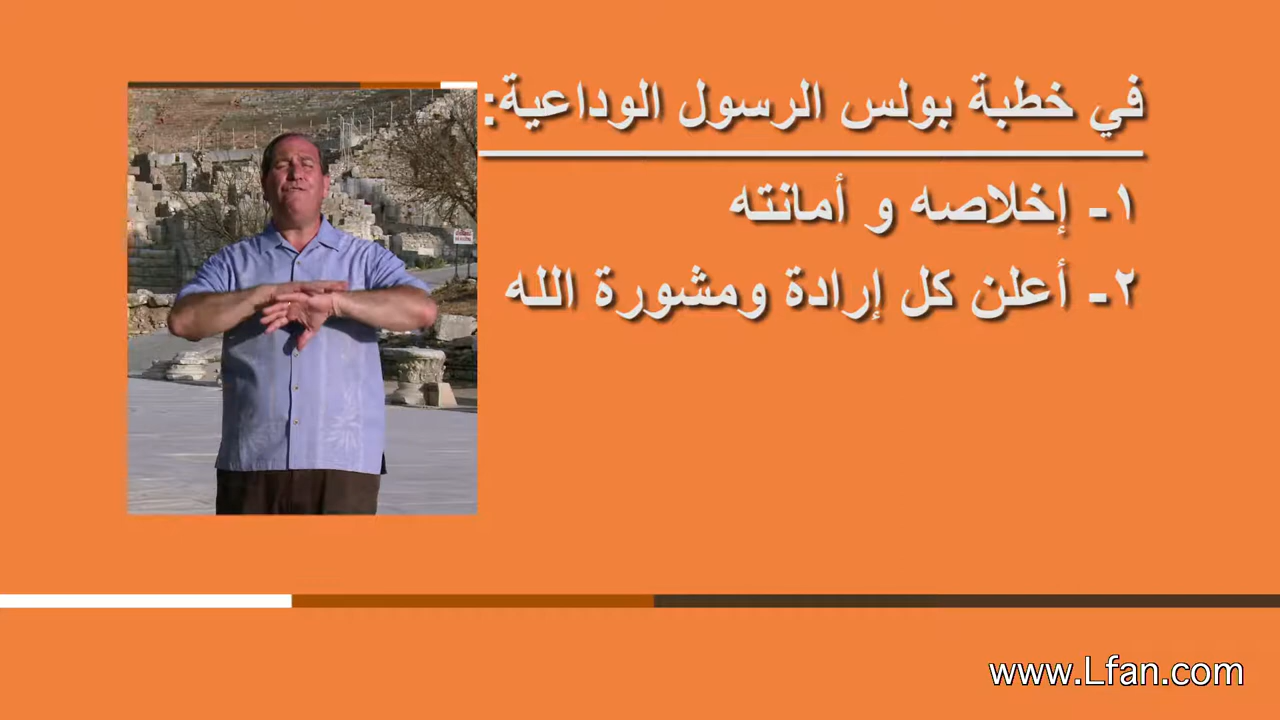 في خطبة بولس الرسول الوداعية:
١- إخلاصه و أمانته
٢- أعلن كل إرادة ومشورة الله
www.Lfan.com